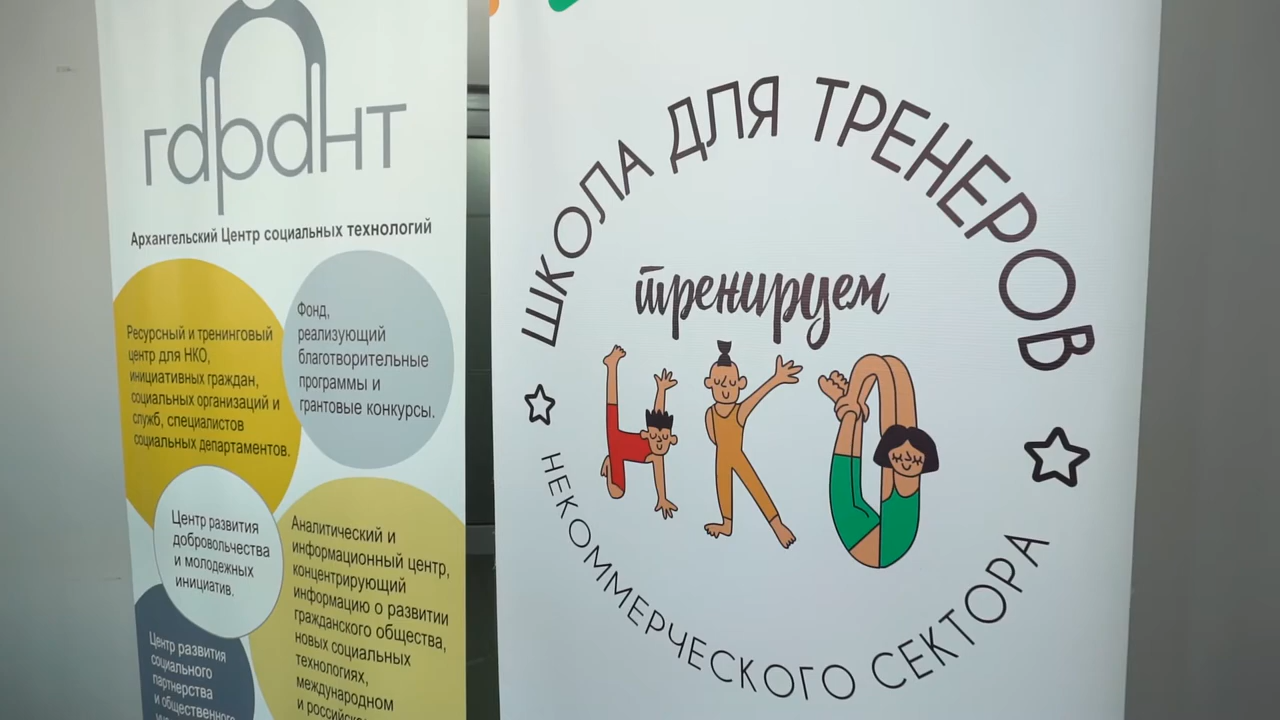 гарант
Архангельский Центр социальных технологий
Ресурсный и тренинговый
центр для НКО,
инициативных граждан,
социальных организаций и
служб, специалистов
социальных департаментов.
Фонд,
реализующий
благотворительные
программы и
грантовые конкурсы.
Центр развития
добровольчества
и молодежных
инициатив.
Аналитический и
информационный центр,
концентрирующий
информацию о развитии
гражданского общества,
новых социальных
технологиях,
международном
Центр развития
социального
партнерства
и общественного
ШКОЛА ДЛЯ ТРЕНЕРОВ
тренируем
НКО
НЕКОММЕРЧЕСКОГО СЕКТОРА